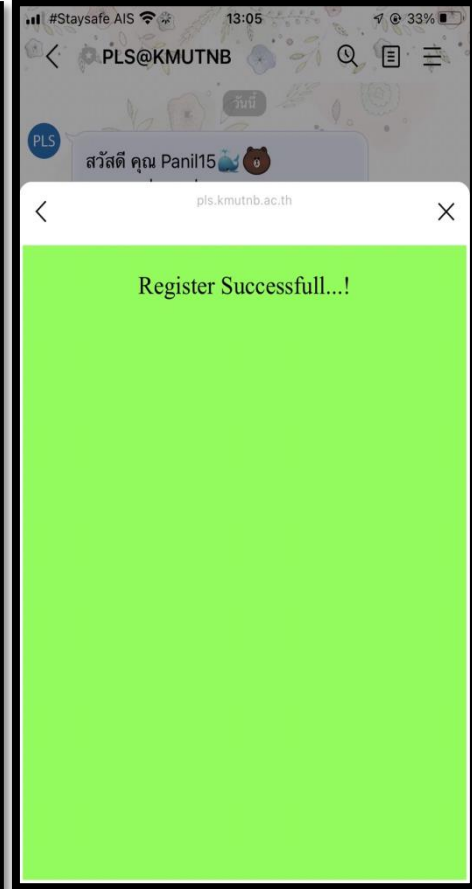 #Staysafe AIS 13:05 33%
PLS@KMUTNB
วันนี้
PLS
สวัสดี คุณ Panil15
pls.kmutnb.ac.th
Register Successfull...!